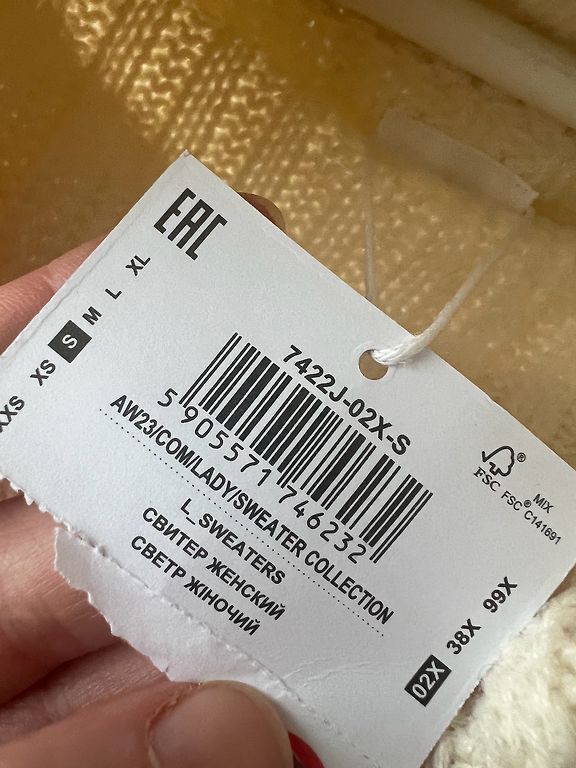 EAC
XXS XS S M L XL
7422J-02X-S
5 905571 746232
AW23/COM/LADY/SWEATER COLLECTION
L_SWEATERS
СВИТЕР ЖЕНСКИЙ
СВЕТР ЖІНОЧИЙ
FSC®
MIX
FSC® C141691
02X 38X 99X